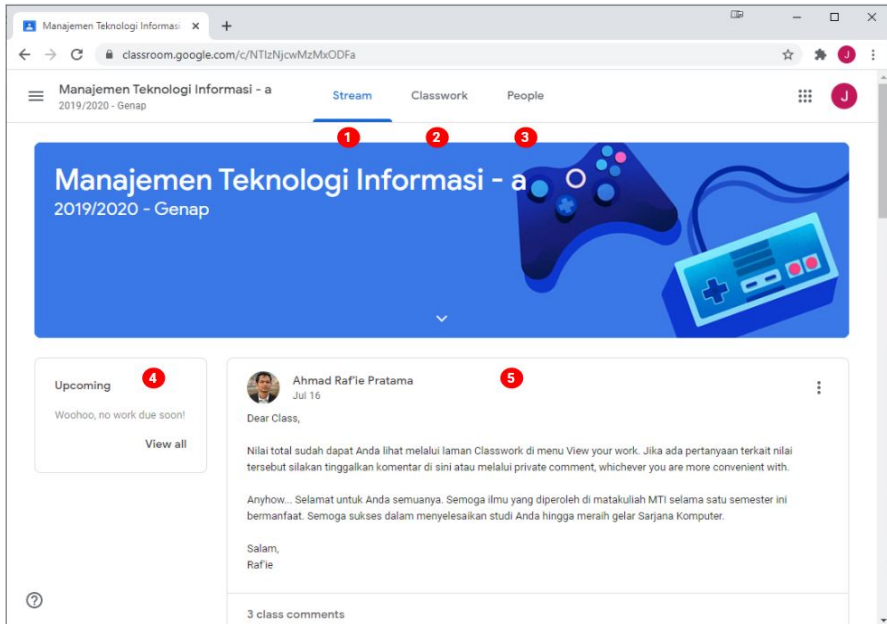 Manajemen Teknologi Informasi
classroom.google.com/c/NTIzNjcwMzMxODFa
J
Manajemen Teknologi Informasi - a
2019/2020 - Genap
Stream
Classwork
People
J
1
2
3
Manajemen Teknologi Informasi - a
2019/2020 - Genap
Upcoming
4
Woohoo, no work due soon!
View all
Ahmad Raf'ie Pratama
5
Jul 16
Dear Class,
Nilai total sudah dapat Anda lihat melalui laman Classwork di menu View your work. Jika ada pertanyaan terkait nilai
tersebut silakan tinggalkan komentar di sini atau melalui private comment, whichever you are more convenient with.
Anyhow... Selamat untuk Anda semuanya. Semoga ilmu yang diperoleh di matakuliah MTI selama satu semester ini
bermanfaat. Semoga sukses dalam menyelesaikan studi Anda hingga meraih gelar Sarjana Komputer.
Salam,
Raf'ie
3 class comments